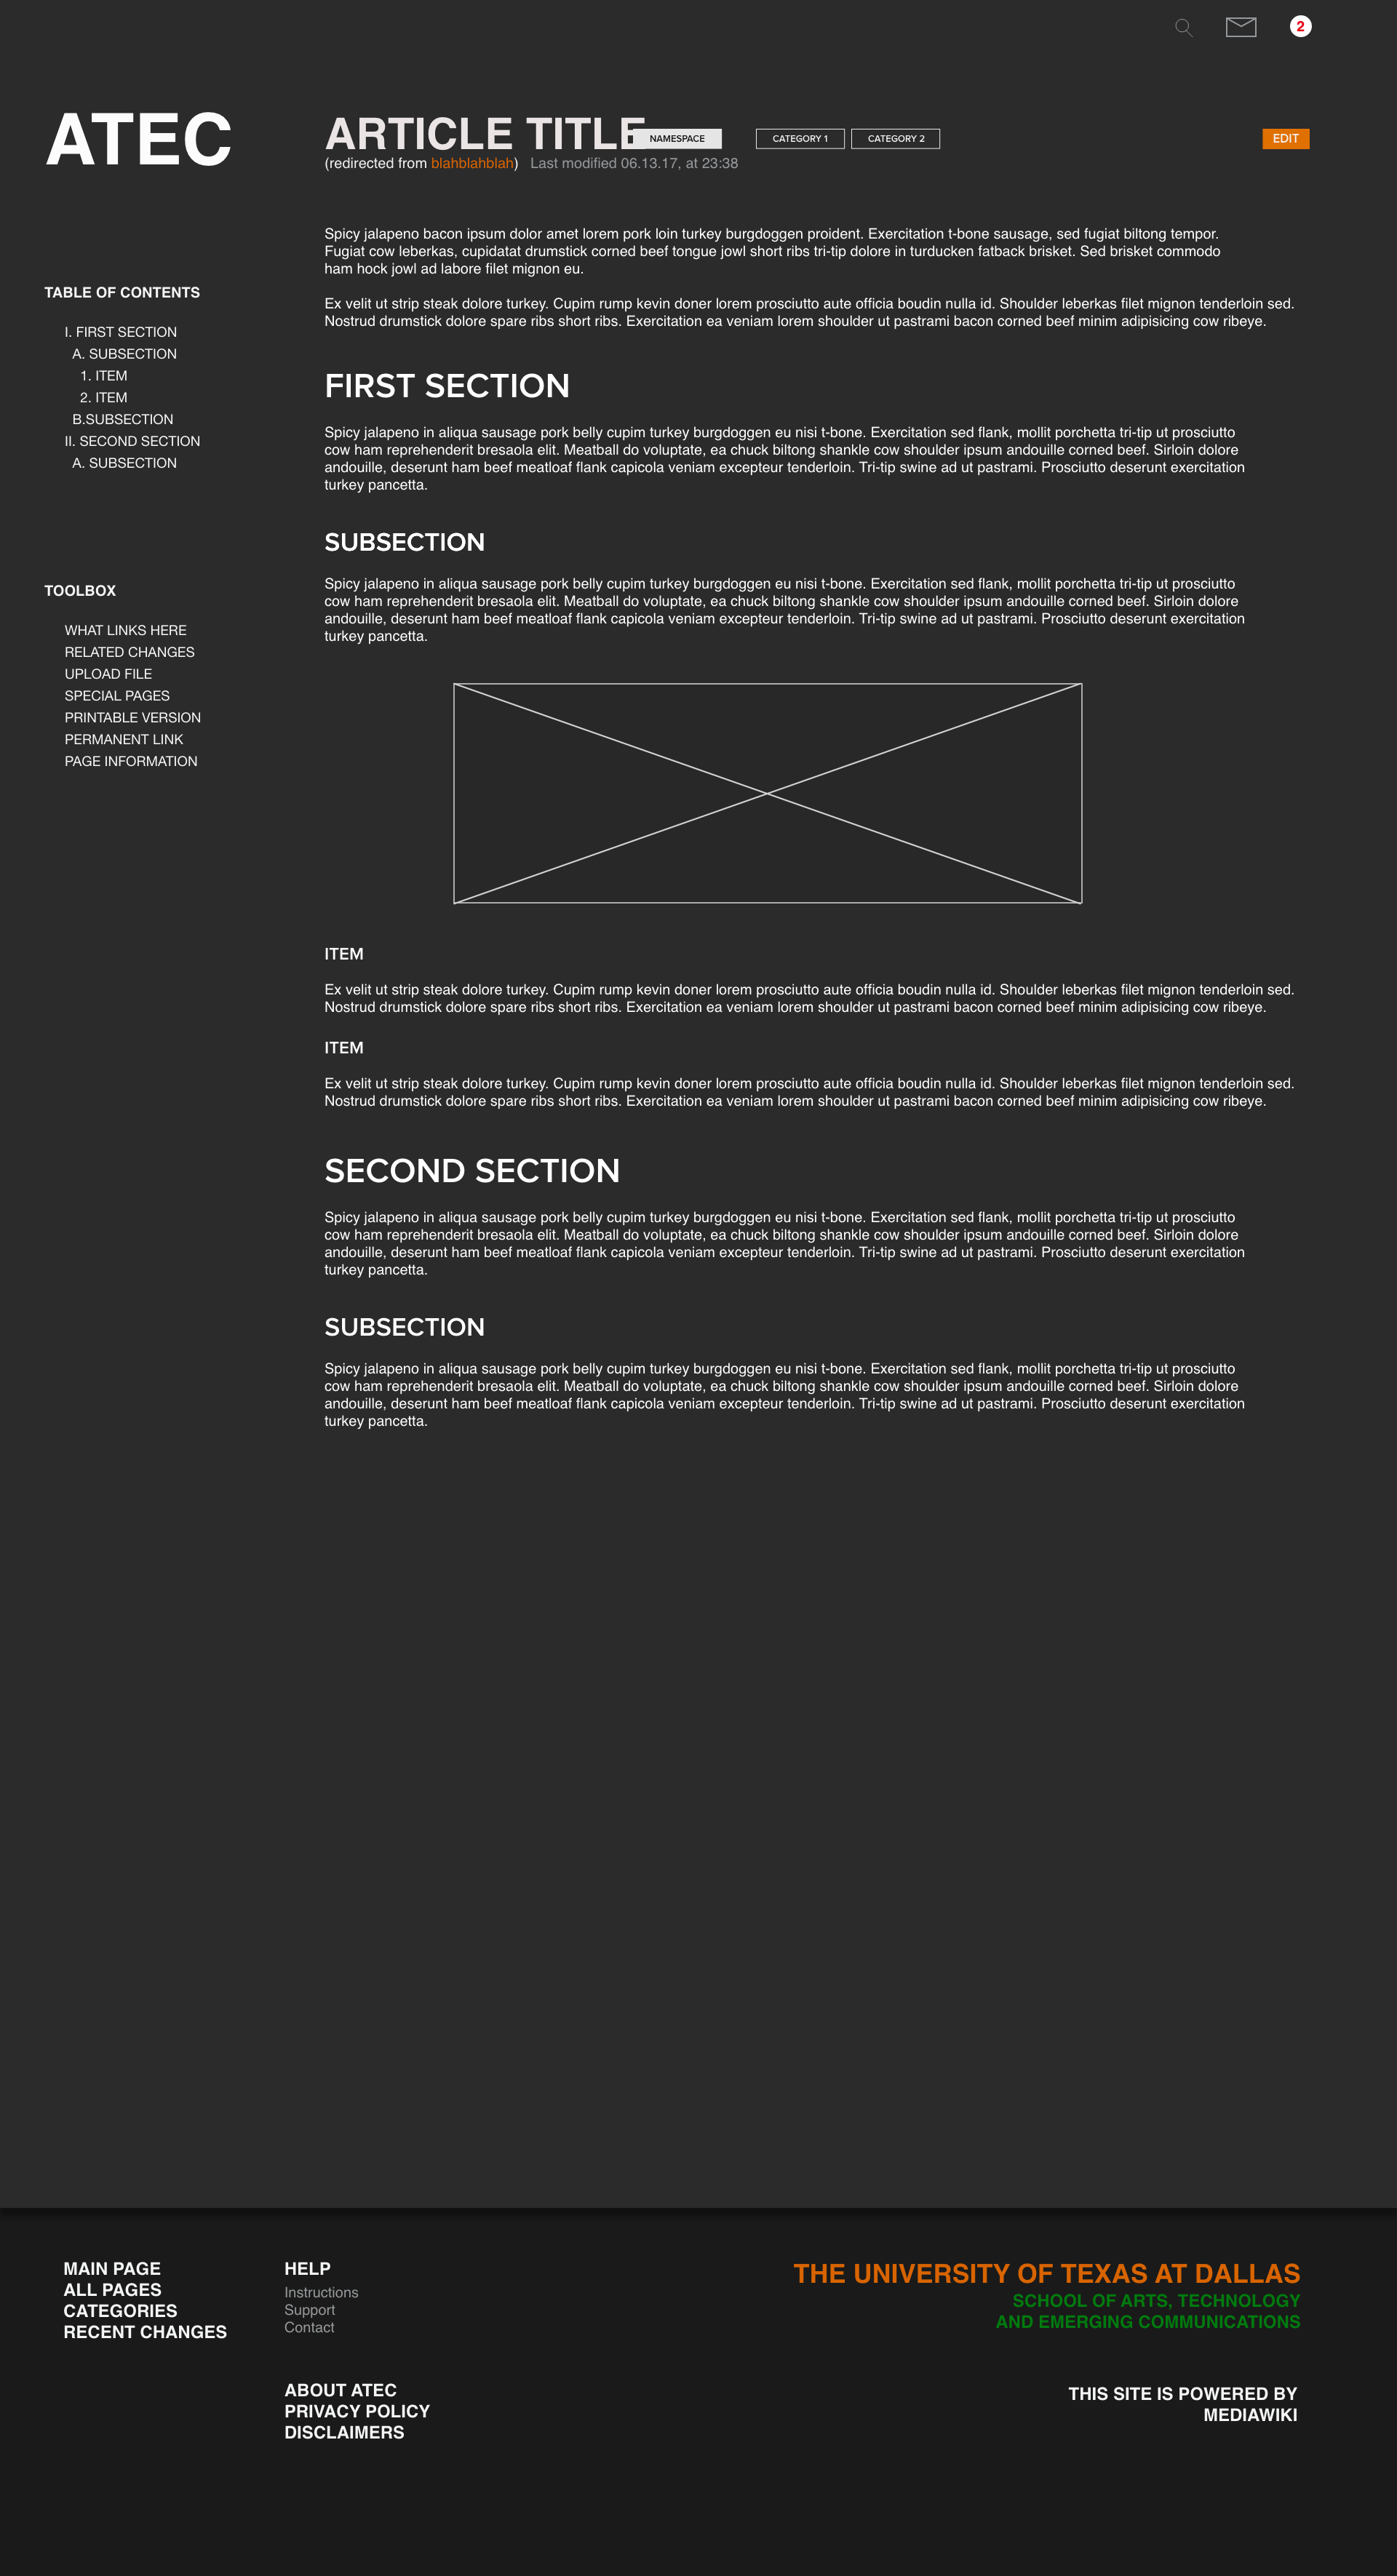 2
ATEC
ARTICLE TITLE NAMESPACE CATEGORY 1 CATEGORY 2 EDIT
(redirected from blahblahblah) Last modified 06.13.17, at 23:38
Spicy jalapeno bacon ipsum dolor amet lorem pork loin turkey burgdoggen proident. Exercitation t-bone sausage, sed fugiat biltong tempor.
Fugiat cow leberkas, cupidatat drumstick corned beef tongue jowl short ribs tri-tip dolore in turducken fatback brisket. Sed brisket commodo
ham hock jowl ad labore filet mignon eu.
Ex velit ut strip steak dolore turkey. Cupim rump kevin doner lorem prosciutto aute officia boudin nulla id. Shoulder leberkas filet mignon tenderloin sed.
Nostrud drumstick dolore spare ribs short ribs. Exercitation ea veniam lorem shoulder ut pastrami bacon corned beef minim adipisicing cow ribeye.
TABLE OF CONTENTS
I. FIRST SECTION
A. SUBSECTION
1. ITEM
2. ITEM
B.SUBSECTION
II. SECOND SECTION
A. SUBSECTION
TOOLBOX
WHAT LINKS HERE
RELATED CHANGES
UPLOAD FILE
SPECIAL PAGES
PRINTABLE VERSION
PERMANENT LINK
PAGE INFORMATION
FIRST SECTION
Spicy jalapeno in aliqua sausage pork belly cupim turkey burgdoggen eu nisi t-bone. Exercitation sed flank, mollit porchetta tri-tip ut prosciutto
cow ham reprehenderit bresaola elit. Meatball do voluptate, ea chuck biltong shankle cow shoulder ipsum andouille corned beef. Sirloin dolore
andouille, deserunt ham beef meatloaf flank capicola veniam excepteur tenderloin. Tri-tip swine ad ut pastrami. Prosciutto deserunt exercitation
turkey pancetta.
SUBSECTION
Spicy jalapeno in aliqua sausage pork belly cupim turkey burgdoggen eu nisi t-bone. Exercitation sed flank, mollit porchetta tri-tip ut prosciutto
cow ham reprehenderit bresaola elit. Meatball do voluptate, ea chuck biltong shankle cow shoulder ipsum andouille corned beef. Sirloin dolore
andouille, deserunt ham beef meatloaf flank capicola veniam excepteur tenderloin. Tri-tip swine ad ut pastrami. Prosciutto deserunt exercitation
turkey pancetta.
ITEM
Ex velit ut strip steak dolore turkey. Cupim rump kevin doner lorem prosciutto aute officia boudin nulla id. Shoulder leberkas filet mignon tenderloin sed.
Nostrud drumstick dolore spare ribs short ribs. Exercitation ea veniam lorem shoulder ut pastrami bacon corned beef minim adipisicing cow ribeye.
ITEM
Ex velit ut strip steak dolore turkey. Cupim rump kevin doner lorem prosciutto aute officia boudin nulla id. Shoulder leberkas filet mignon tenderloin sed.
Nostrud drumstick dolore spare ribs short ribs. Exercitation ea veniam lorem shoulder ut pastrami bacon corned beef minim adipisicing cow ribeye.
SECOND SECTION
Spicy jalapeno in aliqua sausage pork belly cupim turkey burgdoggen eu nisi t-bone. Exercitation sed flank, mollit porchetta tri-tip ut prosciutto
cow ham reprehenderit bresaola elit. Meatball do voluptate, ea chuck biltong shankle cow shoulder ipsum andouille corned beef. Sirloin dolore
andouille, deserunt ham beef meatloaf flank capicola veniam excepteur tenderloin. Tri-tip swine ad ut pastrami. Prosciutto deserunt exercitation
turkey pancetta.
SUBSECTION
Spicy jalapeno in aliqua sausage pork belly cupim turkey burgdoggen eu nisi t-bone. Exercitation sed flank, mollit porchetta tri-tip ut prosciutto
cow ham reprehenderit bresaola elit. Meatball do voluptate, ea chuck biltong shankle cow shoulder ipsum andouille corned beef. Sirloin dolore
andouille, deserunt ham beef meatloaf flank capicola veniam excepteur tenderloin. Tri-tip swine ad ut pastrami. Prosciutto deserunt exercitation
turkey pancetta.
MAIN PAGE
ALL PAGES
CATEGORIES
RECENT CHANGES
HELP
Instructions
Support
Contact
ABOUT ATEC
PRIVACY POLICY
DISCLAIMERS
THE UNIVERSITY OF TEXAS AT DALLAS
SCHOOL OF ARTS, TECHNOLOGY
AND EMERGING COMMUNICATIONS
THIS SITE IS POWERED BY
MEDIAWIKI